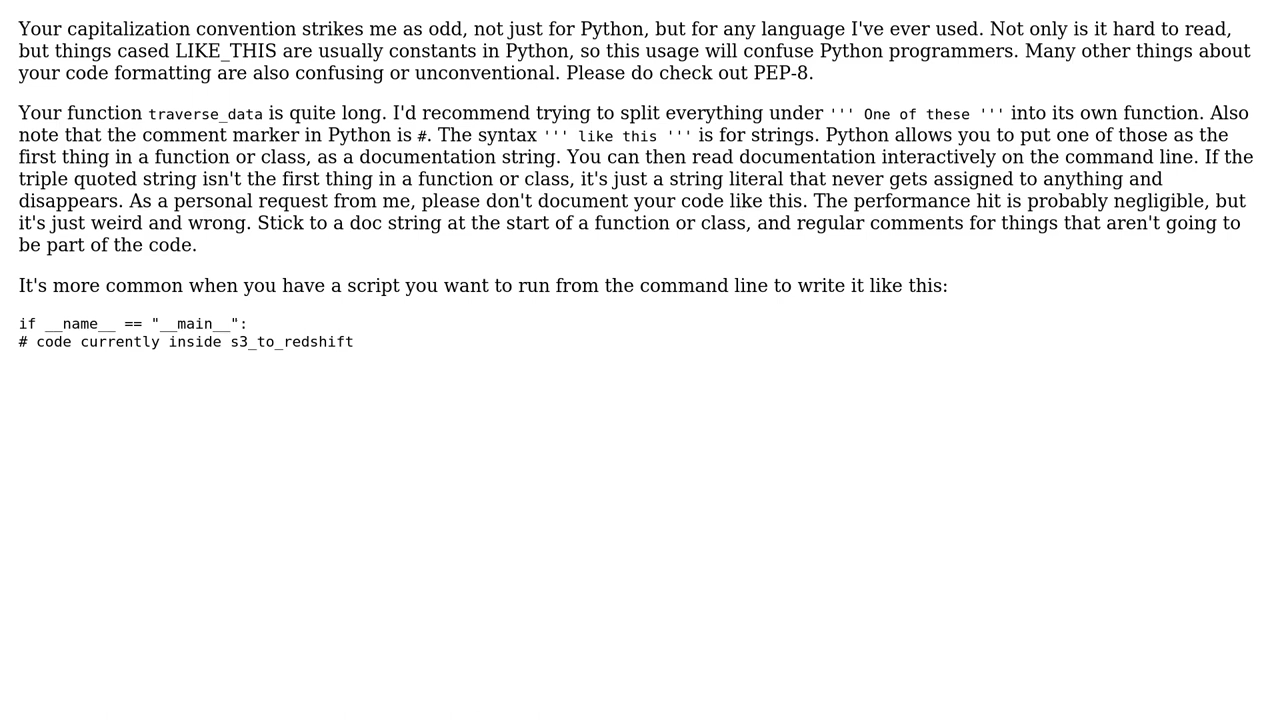 Your capitalization convention strikes me as odd, not just for Python, but for any language I've ever used. Not only is it hard to read,
but things cased LIKE_THIS are usually constants in Python, so this usage will confuse Python programmers. Many other things about
your code formatting are also confusing or unconventional. Please do check out PEP-8.
Your function traverse_data is quite long. I'd recommend trying to split everything under ''' One of these ''' into its own function. Also
note that the comment marker in Python is #. The syntax ''' like this ''' is for strings. Python allows you to put one of those as the
first thing in a function or class, as a documentation string. You can then read documentation interactively on the command line. If the
triple quoted string isn't the first thing in a function or class, it's just a string literal that never gets assigned to anything and
disappears. As a personal request from me, please don't document your code like this. The performance hit is probably negligible, but
it's just weird and wrong. Stick to a doc string at the start of a function or class, and regular comments for things that aren't going to
be part of the code.
It's more common when you have a script you want to run from the command line to write it like this:
if __name__ == "__main__":
# code currently inside s3_to_redshift